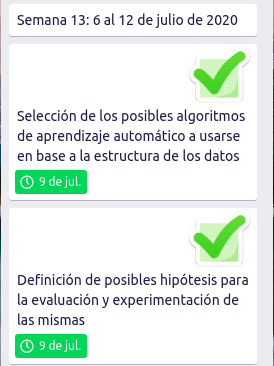 Semana 13: 6 al 12 de julio de 2020
Selección de los posibles algoritmos
de aprendizaje automático a usarse
en base a la estructura de los datos
9 de jul.
Definición de posibles hipótesis para
la evaluación y experimentación de
las mismas
9 de jul.